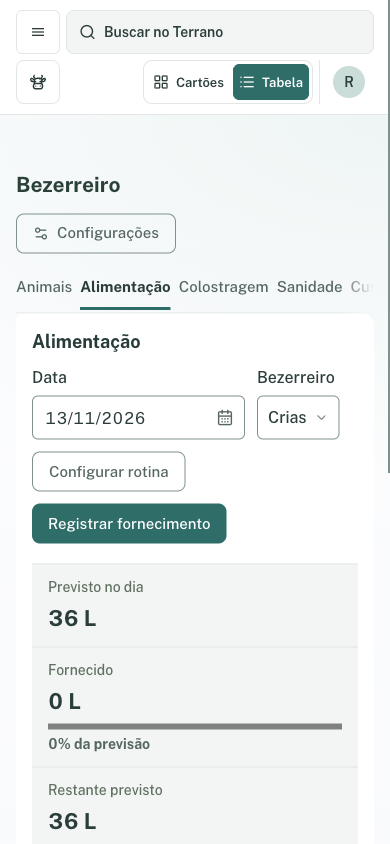 Buscar no Terrano
Cartões
Tabela
R
Bezerreiro
Configurações
Animais Alimentação Colostragem Sanidade
Alimentação
Data
Bezerreiro
13/11/2026
Crias
Configurar rotina
Registrar fornecimento
Previsto no dia
36 L
Fornecido
0 L
0% da previsão
Restante previsto
36 L